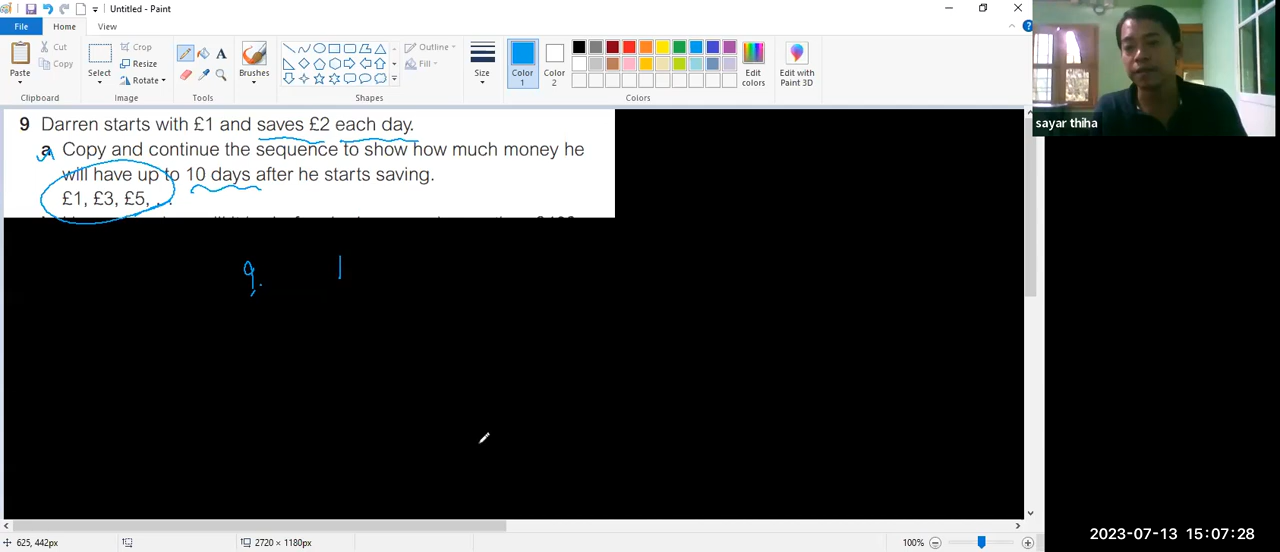 Untitled - Paint
File Home View
Paste
Cut
Copy
Clipboard
Select
Crop
Resize
Rotate
Image
Tools
Brushes
Shapes
Outline
Fill
Size
Color 1
Color 2
Edit colors
Edit with Paint 3D
Colors
9 Darren starts with £1 and saves £2 each day.
a Copy and continue the sequence to show how much money he
will have up to 10 days after he starts saving.
£1, £3, £5, ...
9. 1
sayar thiha
625, 442px
2720 × 1180px
100%
2023-07-13 15:07:28